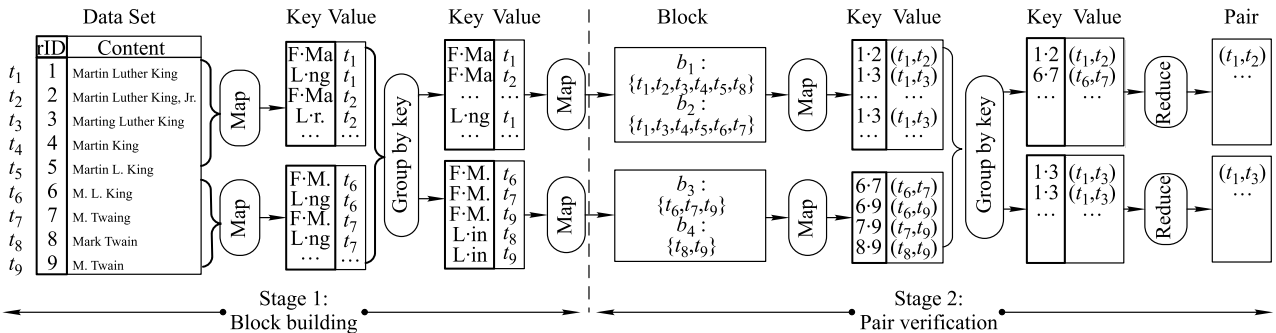 Data Set
rID Content
t1 1 Martin Luther King
t2 2 Martin Luther King, Jr.
t3 3 Marting Luther King
t4 4 Martin King
t5 5 Martin L. King
t6 6 M. L. King
t7 7 M. Twaing
t8 8 Mark Twain
t9 9 M. Twain
Map
Map
Key Value
F·Ma t1
L·ng t1
F·Ma t2
L·r. t2
... ...
F·M. t6
L·ng t6
F·M. t7
L·ng t7
... ...
Group by key
Key Value
F·Ma t1
F·Ma t2
... ...
L·ng t1
... ...
F·M. t6
F·M. t7
F·M. t9
L·in t8
L·in t9
Map
Map
Block
b1 :
{t1,t2,t3,t4,t5,t8}
b2 :
{t1,t3,t4,t5,t6,t7}
b3 :
{t6,t7,t9}
b4 :
{t8,t9}
Map
Map
Key Value
1·2 (t1,t2)
1·3 (t1,t3)
... ...
1·3 (t1,t3)
... ...
6·7 (t6,t7)
6·9 (t6,t9)
7·9 (t7,t9)
8·9 (t8,t9)
Group by key
Key Value
1·2 (t1,t2)
6·7 (t6,t7)
... ...
1·3 (t1,t3)
1·3 (t1,t3)
... ...
Reduce
Reduce
Pair
(t1,t2)
...
(t1,t3)
...
Stage 1:
Block building
Stage 2:
Pair verification